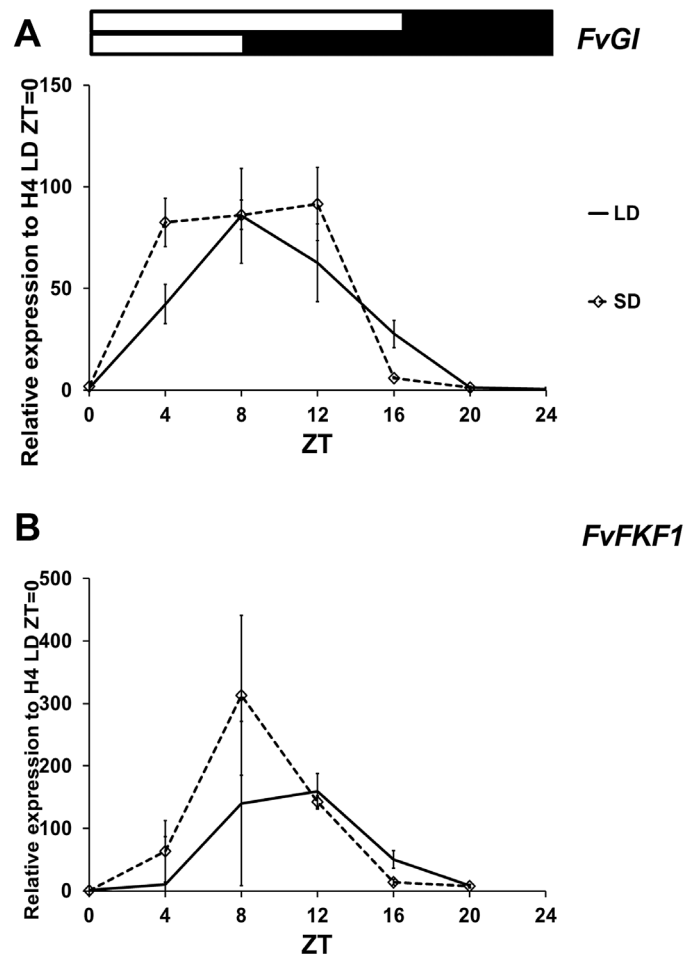 A
FvGI
Relative expression to H4 LD ZT=0
150
100
50
0
0 4 8 12 16 20 24
ZT
LD
SD
B
FvFKF1
Relative expression to H4 LD ZT=0
500
400
300
200
100
0
0 4 8 12 16 20 24
ZT